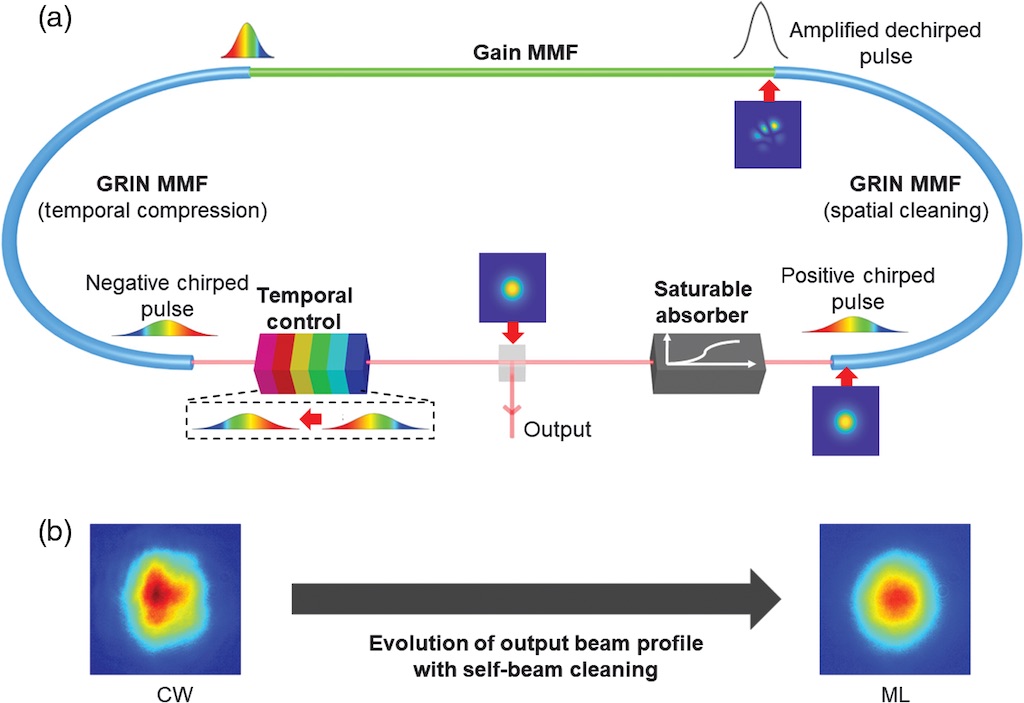 (a)
Gain MMF
Amplified dechirped
pulse
GRIN MMF
(temporal compression)
GRIN MMF
(spatial cleaning)
Negative chirped
pulse
Temporal
control
Saturable
absorber
Positive chirped
pulse
Output
(b)
Evolution of output beam profile
with self-beam cleaning
CW
ML